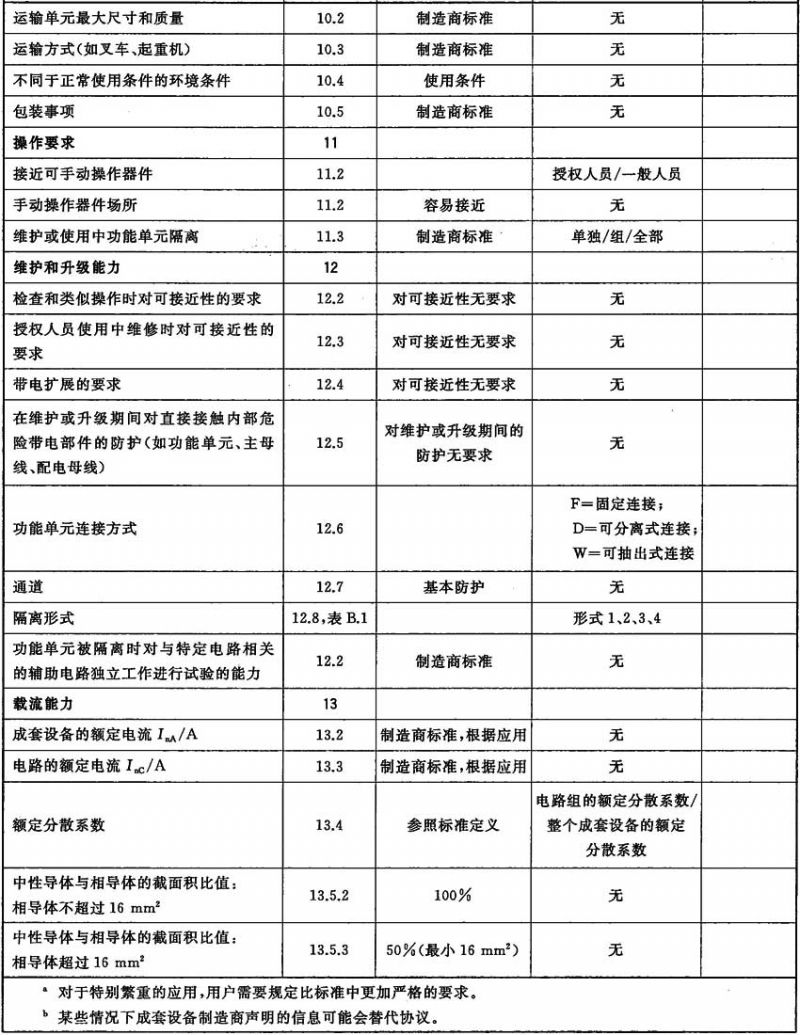 运输单元最大尺寸和质量 10.2 制造商标准 无
运输方式(如叉车、起重机) 10.3 制造商标准 无
不同于正常使用条件的环境条件 10.4 使用条件 无
包装事项 10.5 制造商标准 无
操作要求 11
接近可手动操作器件 11.2 授权人员/一般人员
手动操作器件场所 11.2 容易接近 无
维护或使用中功能单元隔离 11.3 制造商标准 单独/组/全部
维护和升级能力 12
检查和类似操作时对可接近性的要求 12.2 对可接近性无要求 无
授权人员使用中维修时对可接近性的
要求 12.3 对可接近性无要求 无
带电扩展的要求 12.4 对可接近性无要求 无
在维护或升级期间对直接接触内部危
险带电部件的防护(如功能单元、主母
线、配电母线) 12.5
对维护或升级期间的
防护无要求
无
功能单元连接方式 12.6
F=固定连接;
D=可分离式连接;
W=可抽出式连接
通道 12.7 基本防护 无
隔离形式 12.8,表 B.1 形式 1、2、3、4
功能单元被隔离时对与特定电路相关
的辅助电路独立工作进行试验的能力 12.2 制造商标准 无
载流能力 13
成套设备的额定电流 InA/A 13.2 制造商标准,根据应用 无
电路的额定电流 InC/A 13.3 制造商标准,根据应用 无
额定分散系数 13.4 参照标准定义
电路组的额定分散系数/
整个成套设备的额定
分散系数
中性导体与相导体的截面积比值:
相导体不超过 16 mm² 13.5.2 100% 无
中性导体与相导体的截面积比值:
相导体超过 16 mm² 13.5.3 50%(最小 16 mm²) 无
ᵃ 对于特别繁重的应用,用户需要规定比标准中更加严格的要求。
ᵇ 某些情况下成套设备制造商声明的信息可能会替代协议。